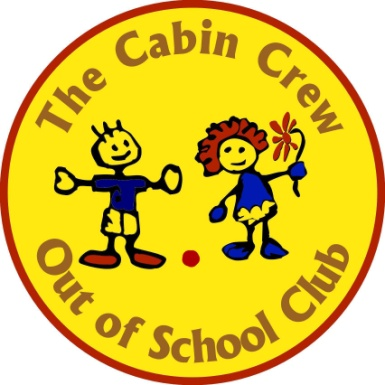 The Cabin Crew
Out of School Club